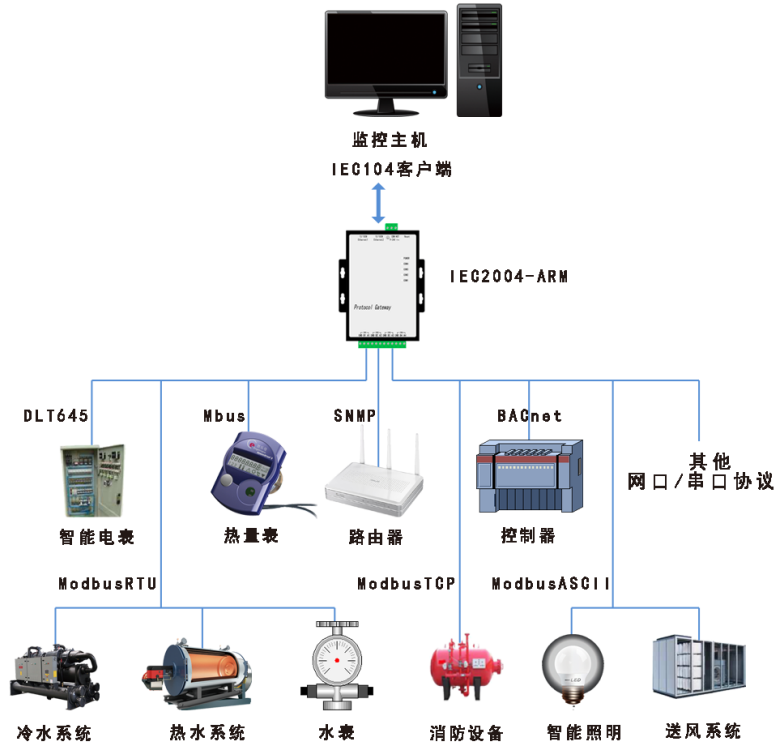 监控主机
IEC104客户端
IEC2004-ARM
Protocol Gateway
DLT645
Mbus
SNMP
BACnet
其他
网口/串口协议
智能电表
热量表
路由器
控制器
ModbusRTU
ModbusTCP
ModbusASCII
冷水系统
热水系统
水表
消防设备
智能照明
送风系统